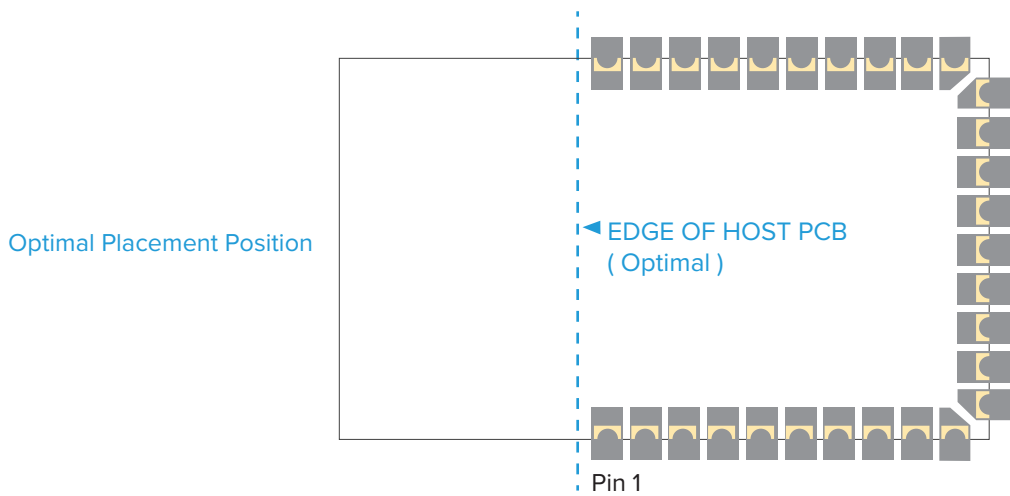 Optimal Placement Position
EDGE OF HOST PCB
( Optimal )
Pin 1